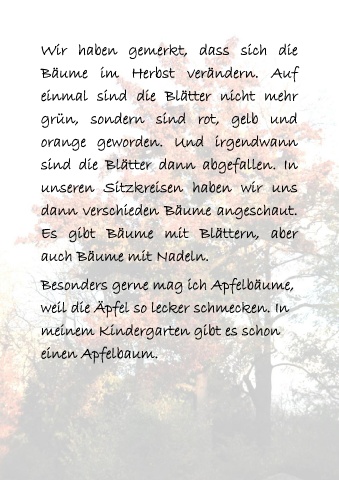 Wir haben gemerkt, dass sich die
Bäume im Herbst verändern. Auf
einmal sind die Blätter nicht mehr
grün, sondern sind rot, gelb und
orange geworden. Und irgendwann
sind die Blätter dann abgefallen. In
unseren Sitzkreisen haben wir uns
dann verschieden Bäume angeschaut.
Es gibt Bäume mit Blättern, aber
auch Bäume mit Nadeln.
Besonders gerne mag ich Apfelbäume,
weil die Äpfel so lecker schmecken. In
meinem Kindergarten gibt es schon
einen Apfelbaum.